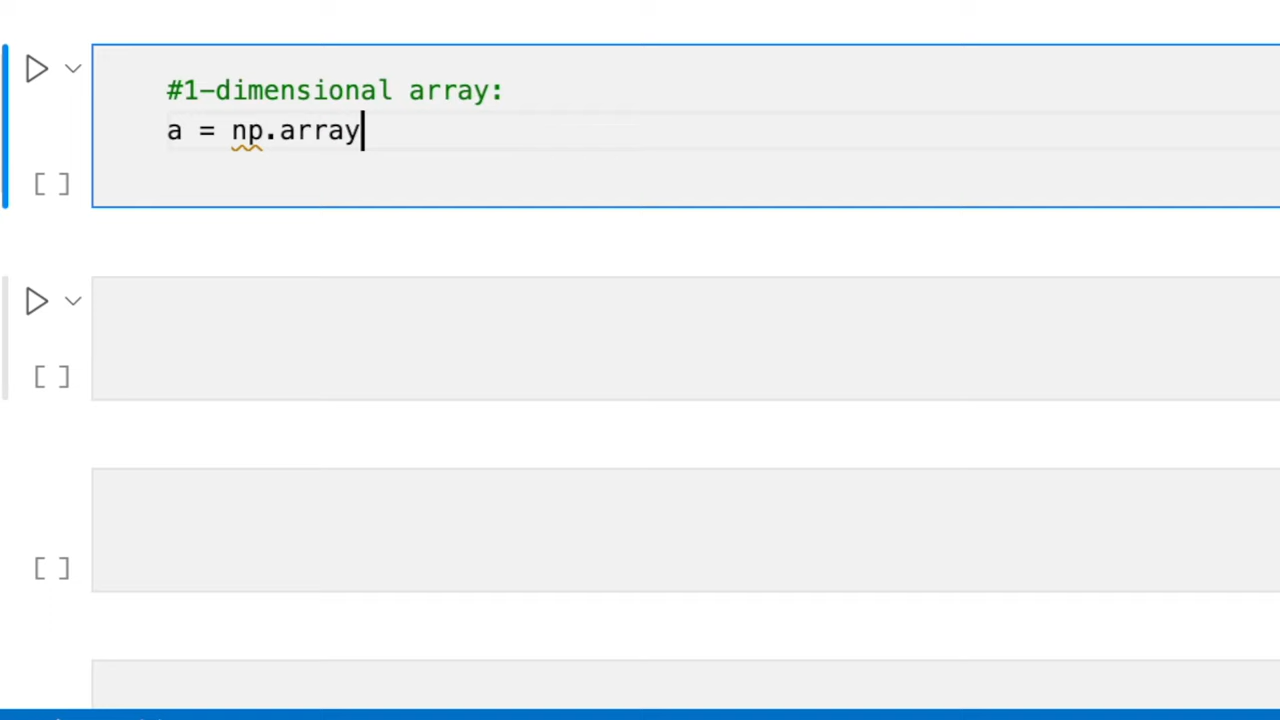 #1-dimensional array:
a = np.array
[ ]
[ ]
[ ]